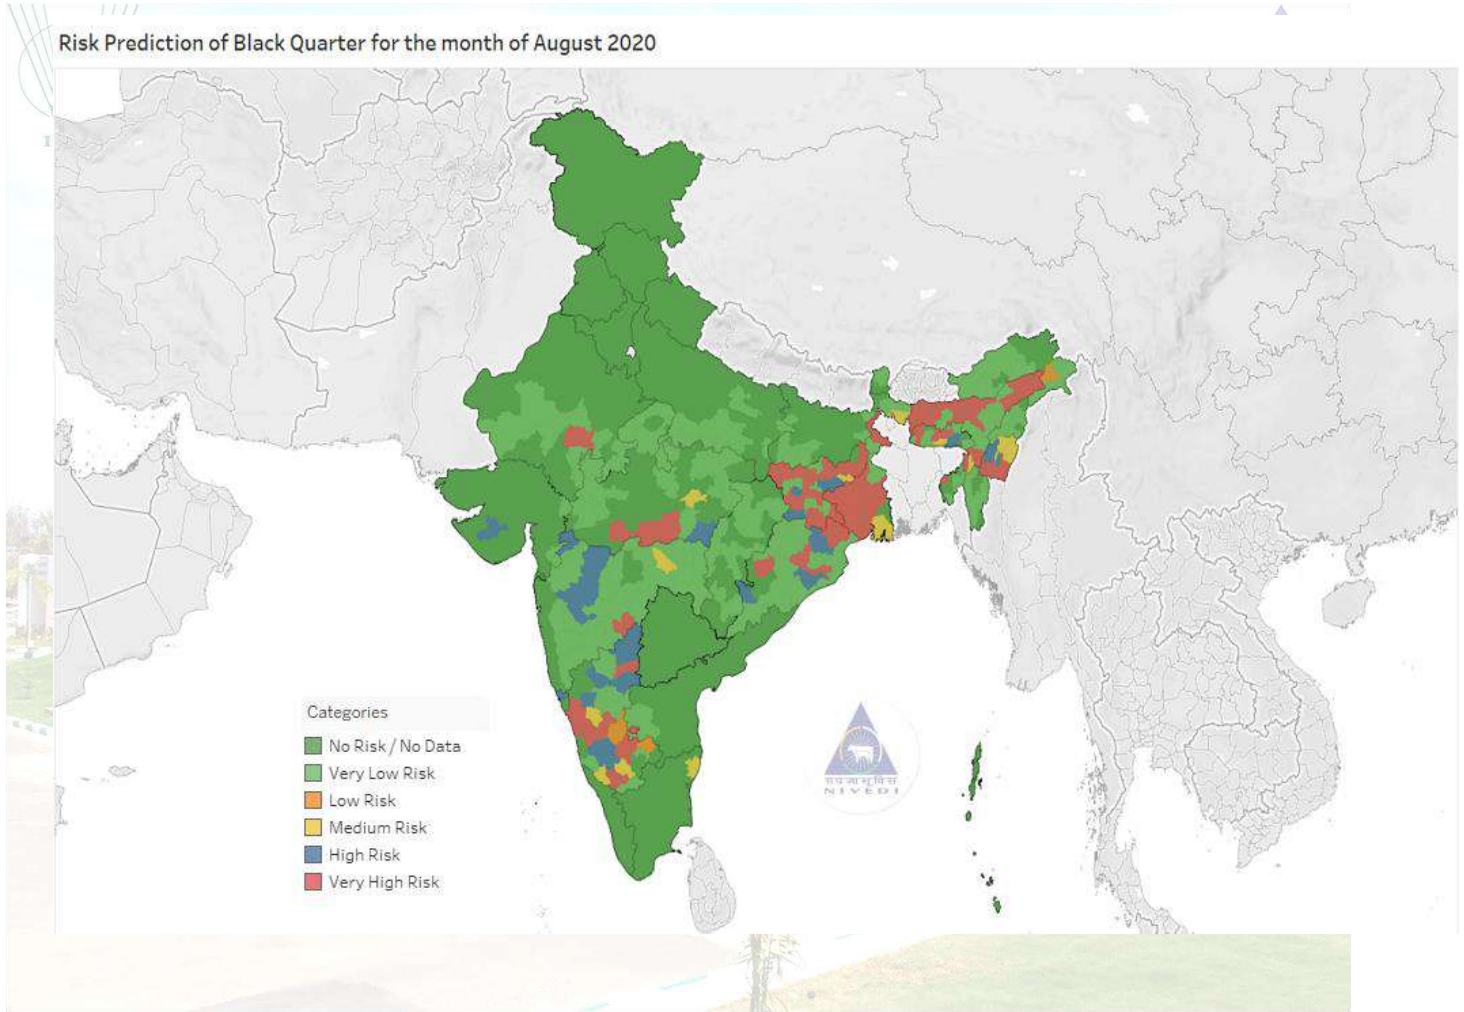 Risk Prediction of Black Quarter for the month of August 2020
Categories
No Risk / No Data
Very Low Risk
Low Risk
Medium Risk
High Risk
Very High Risk
NIVEDI